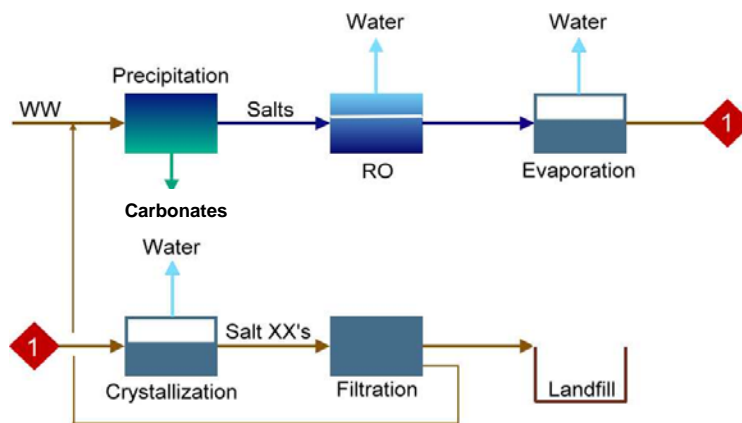 Water
Water
Precipitation
WW
Salts
1
RO
Evaporation
Carbonates
Water
1
Salt XX's
Crystallization
Filtration
Landfill